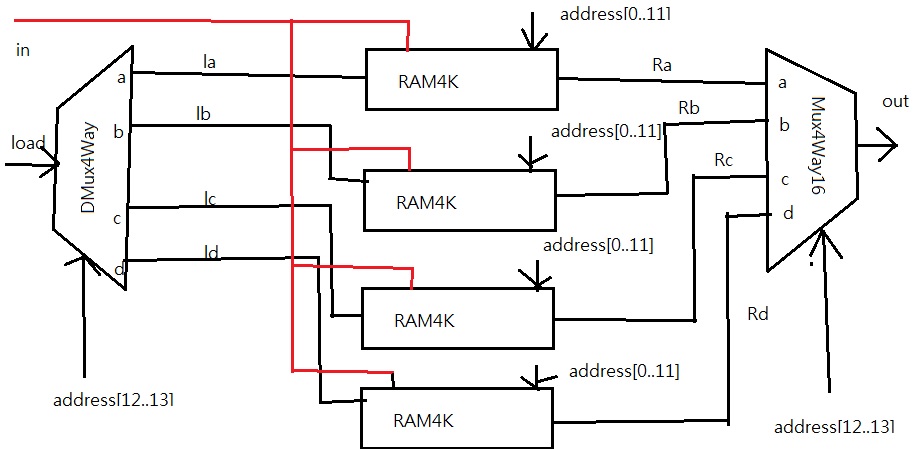 in
load
DMux4Way
a
b
c
d
address[12..13]
la
lb
lc
ld
RAM4K
address[0..11]
RAM4K
address[0..11]
RAM4K
address[0..11]
RAM4K
address[0..11]
Ra
Rb
Rc
Rd
a
b
c
d
Mux4Way16
out
address[12..13]